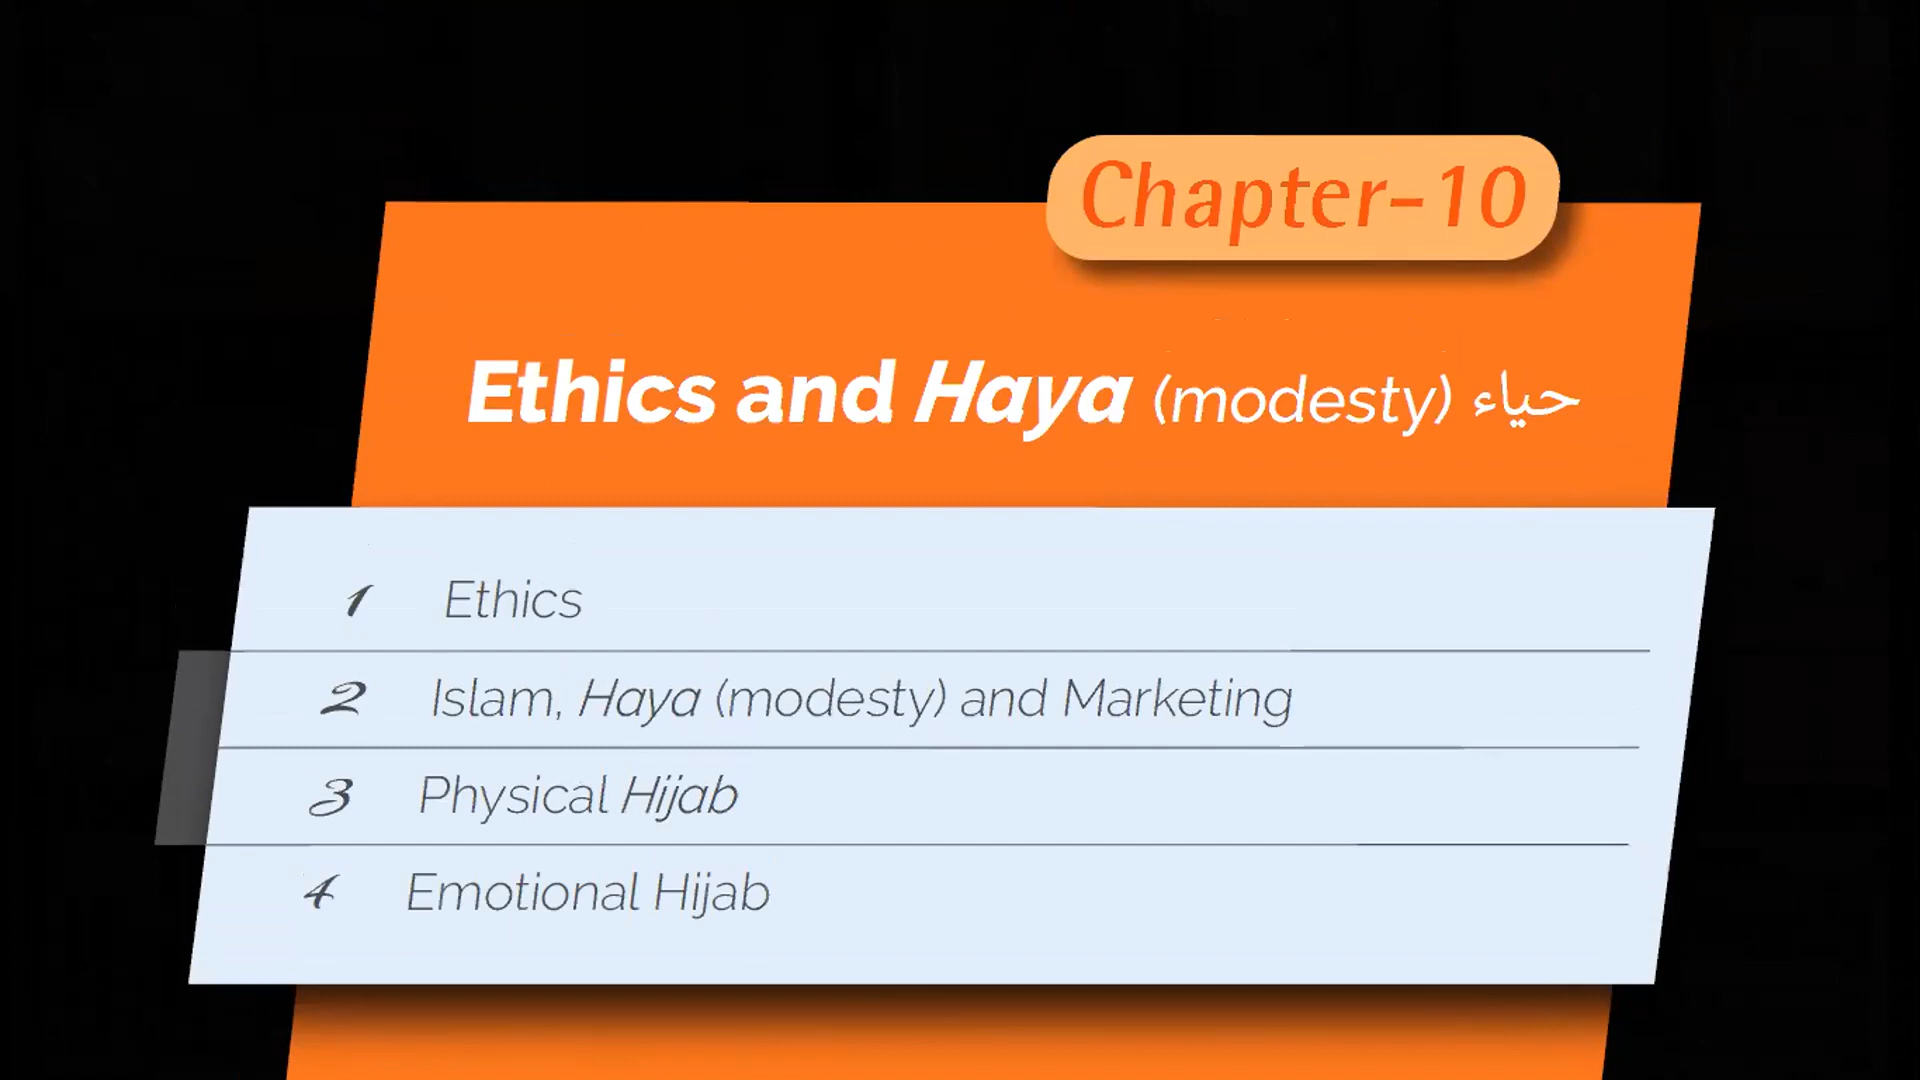 Chapter-10
Ethics and Haya (modesty) حياء
1 Ethics
2 Islam, Haya (modesty) and Marketing
3 Physical Hijab
4 Emotional Hijab